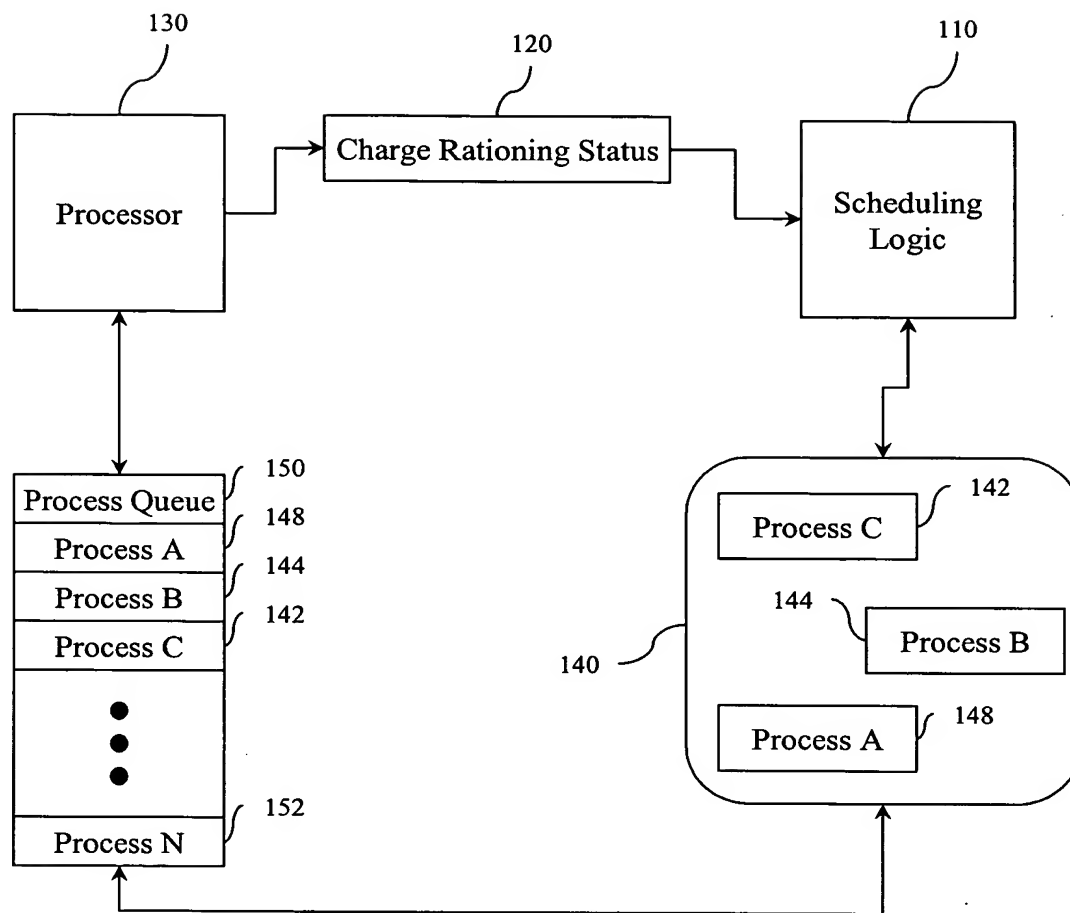 130
120
110
Processor
Charge Rationing Status
Scheduling
Logic
150
Process Queue
148
Process A
144
Process B
142
Process C
152
Process N
140
142
Process C
144
Process B
148
Process A